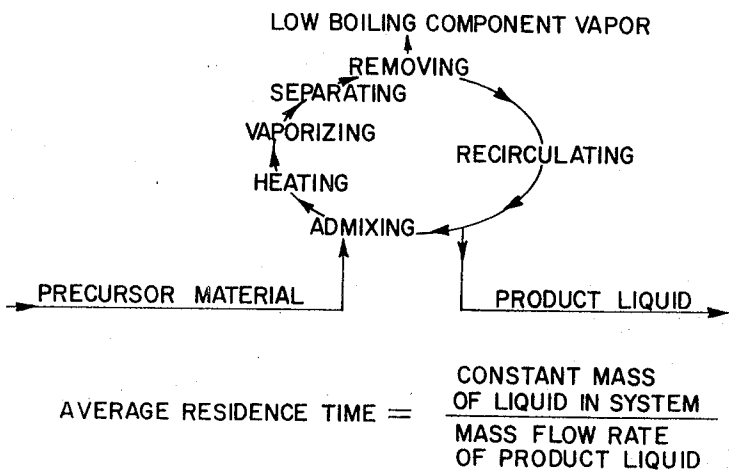 LOW BOILING COMPONENT VAPOR
REMOVING
SEPARATING
VAPORIZING
RECIRCULATING
HEATING
ADMIXING
PRECURSOR MATERIAL
PRODUCT LIQUID
AVERAGE RESIDENCE TIME =
CONSTANT MASS
OF LIQUID IN SYSTEM
MASS FLOW RATE
OF PRODUCT LIQUID